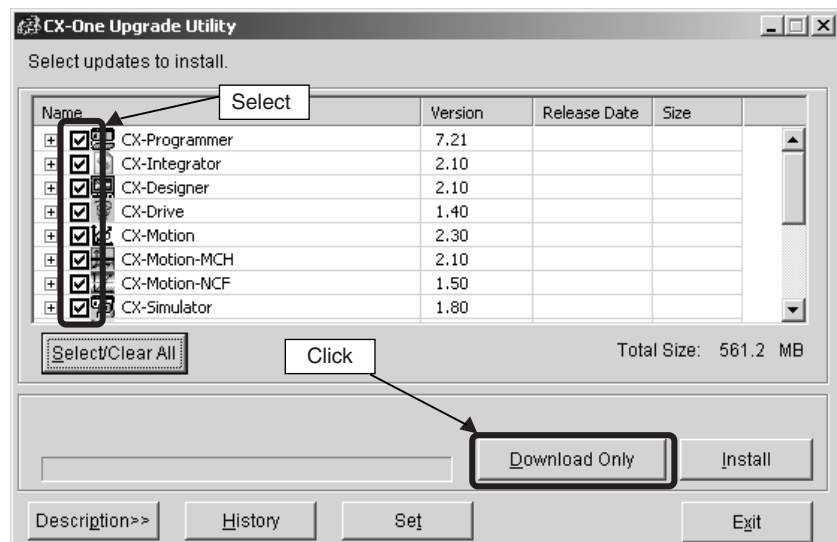 CX-One Upgrade Utility
Select updates to install.
Select
Name Version Release Date Size
CX-Programmer 7.21
CX-Integrator 2.10
CX-Designer 2.10
CX-Drive 1.40
CX-Motion 2.30
CX-Motion-MCH 2.10
CX-Motion-NCF 1.50
CX-Simulator 1.80
Select/Clear All
Click
Total Size: 561.2 MB
Download Only
Install
Description>>
History
Set
Exit